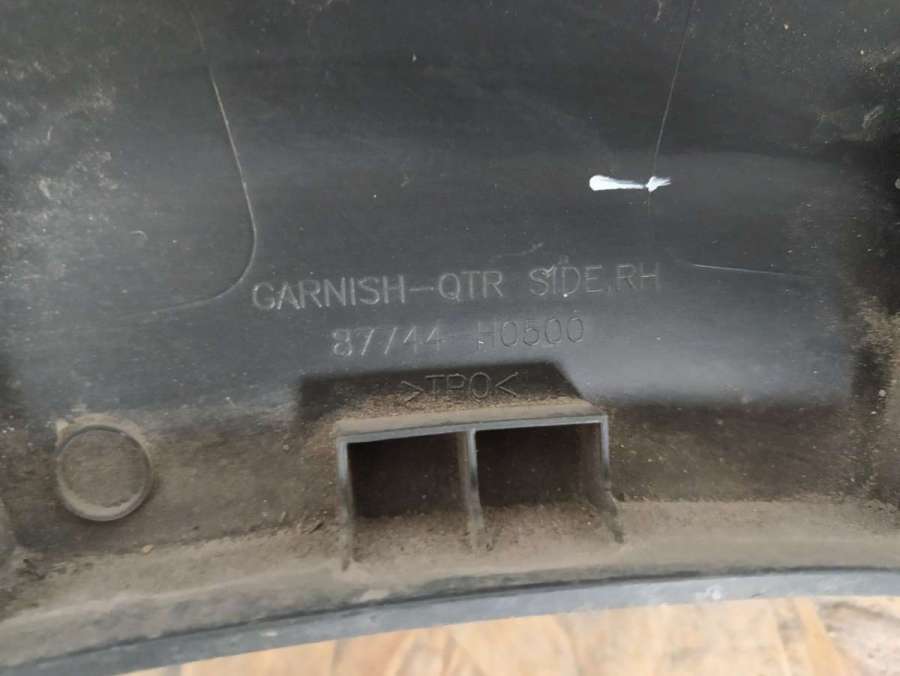 GARNISH-QTR SIDE,RH
87744-H0500
>TPO<